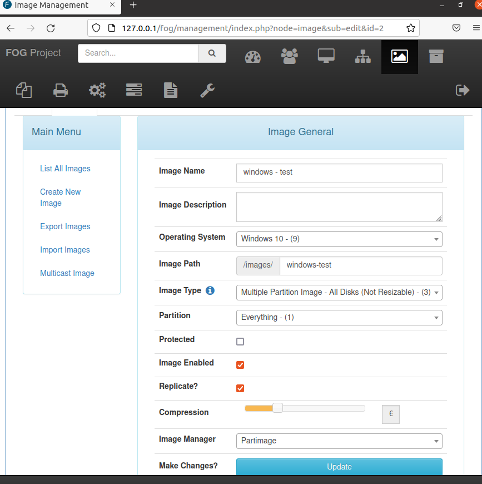 Image Management
127.0.0.1/fog/management/index.php?node=image&sub=edit&id=2
FOG Project
Search...
Main Menu
List All Images
Create New
Image
Export Images
Import Images
Multicast Image
Image General
Image Name
windows - test
Image Description
Operating System
Windows 10 - (9)
Image Path
/images/
windows-test
Image Type
Multiple Partition Image - All Disks (Not Resizable) - (3)
Partition
Everything - (1)
Protected
Image Enabled
Replicate?
Compression
Image Manager
Partimage
Make Changes?
Update